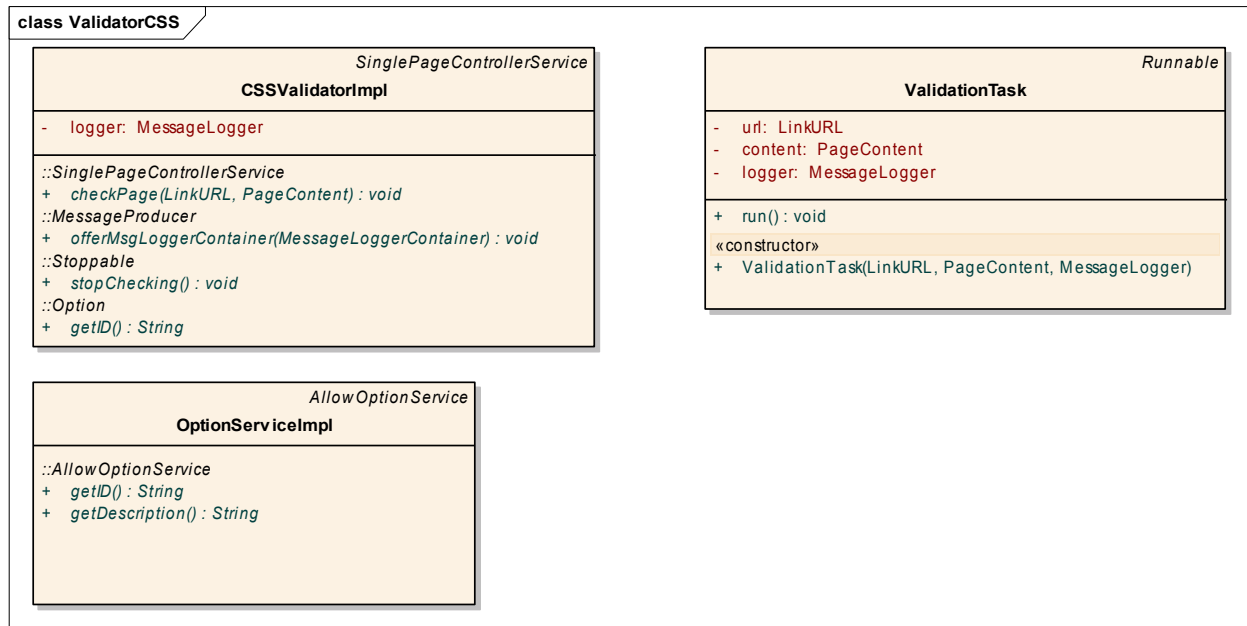 class ValidatorCSS
SinglePageControllerService
CSSValidatorImpl
- logger: MessageLogger
::SinglePageControllerService
+ checkPage(LinkURL, PageContent) : void
::MessageProducer
+ offerMsgLoggerContainer(MessageLoggerContainer) : void
::Stoppable
+ stopChecking() : void
::Option
+ getID() : String
Runnable
ValidationTask
- url: LinkURL
- content: PageContent
- logger: MessageLogger
+ run() : void
«constructor»
+ ValidationTask(LinkURL, PageContent, MessageLogger)
AllowOptionService
OptionServiceImpl
::AllowOptionService
+ getID() : String
+ getDescription() : String